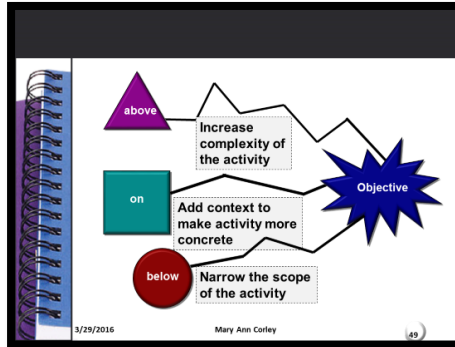 above
Increase
complexity of
the activity
on
Add context to
make activity more
concrete
Objective
below
Narrow the scope
of the activity
3/29/2016
Mary Ann Corley
49